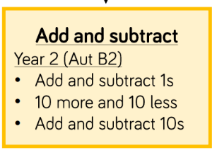 Add and subtract
Year 2 (Aut B2)
• Add and subtract 1s
• 10 more and 10 less
• Add and subtract 10s